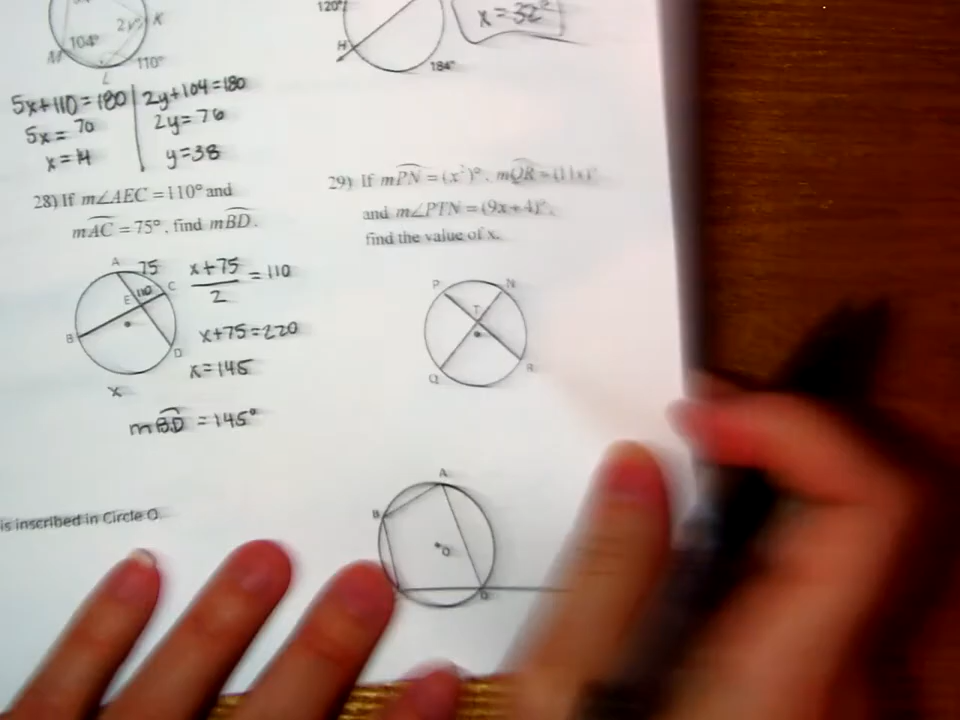 2y° K
M 104°
L 110°
5x+110=180 2y+104=180
5x=70 2y=76
x=14 y=38
120°
H
184°
x=32°
28) If m∠AEC = 110° and
mAC = 75°, find mBD.
A 75
E 110 C
B
D
x
x+75 = 110
2
x+75=220
x=145
mBD = 145°
29) If mPN = (x²)°, mQR = (11x)°
and m∠PTN = (9x+4)°,
find the value of x.
P N
T
Q R
is inscribed in Circle O
A
B
O
D